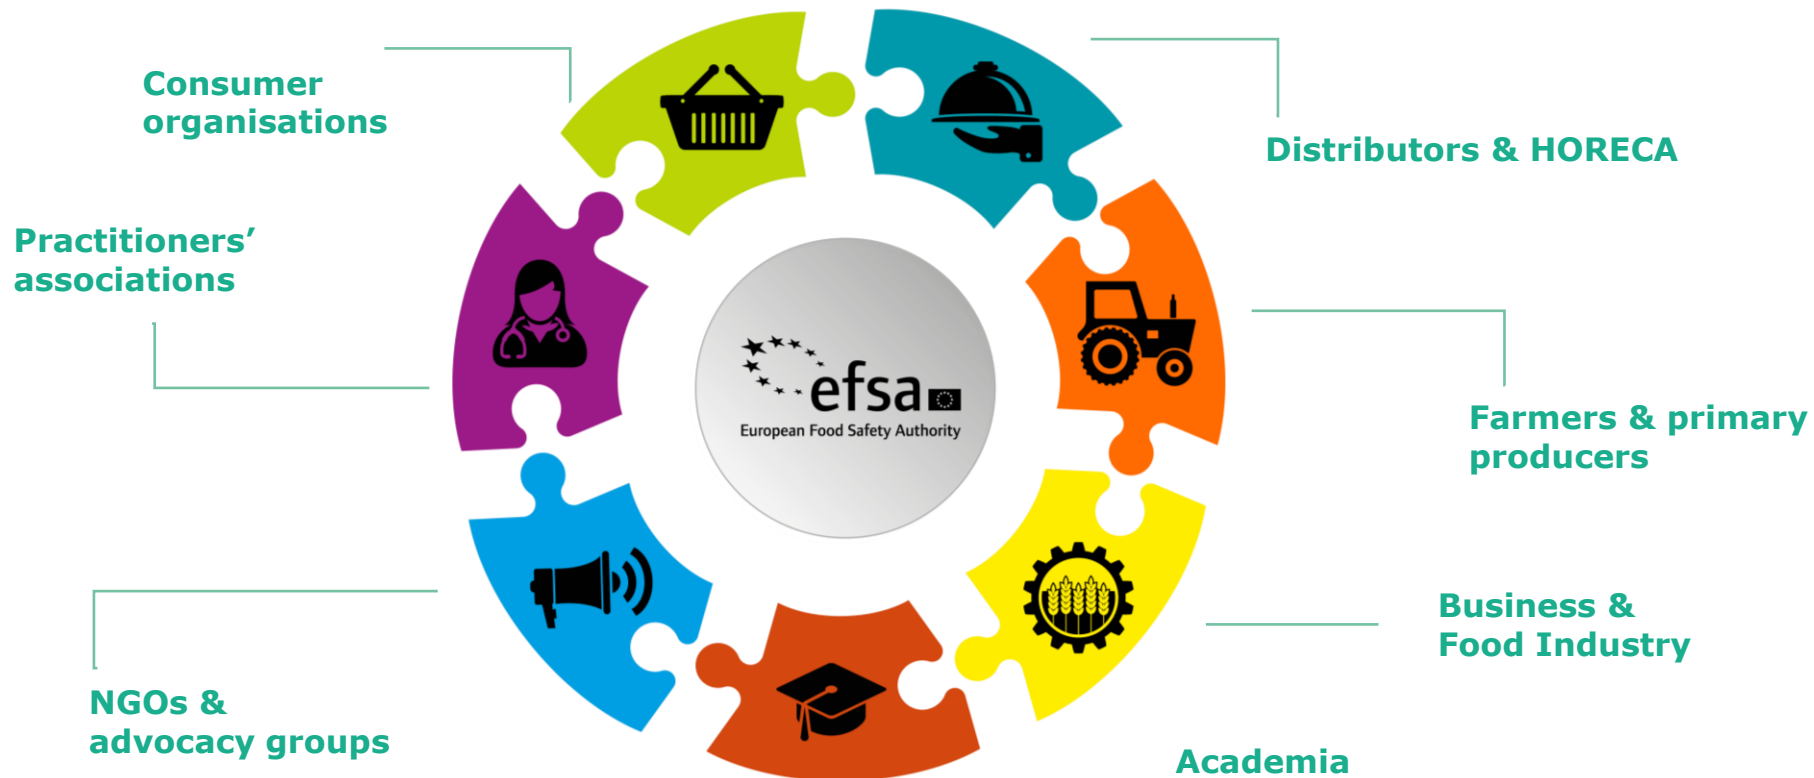 Consumer
organisations
Distributors & HORECA
Practitioners’
associations
efsa
European Food Safety Authority
Farmers & primary
producers
Business &
Food Industry
NGOs &
advocacy groups
Academia